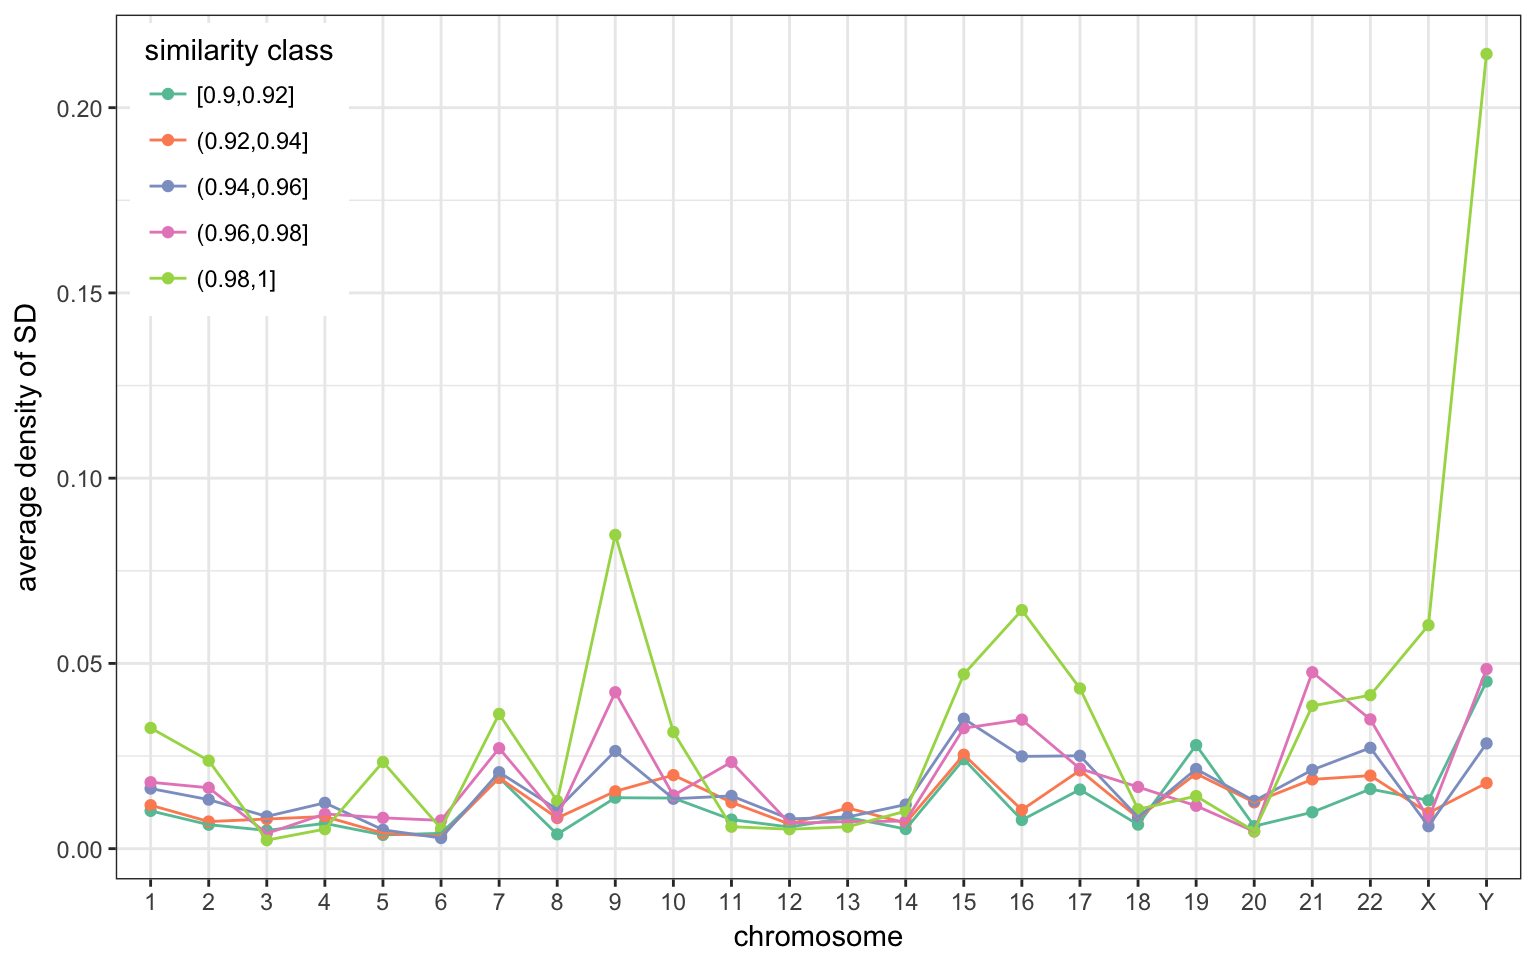 similarity class
[0.9,0.92]
(0.92,0.94]
(0.94,0.96]
(0.96,0.98]
(0.98,1]
average density of SD
0.20
0.15
0.10
0.05
0.00
1 2 3 4 5 6 7 8 9 10 11 12 13 14 15 16 17 18 19 20 21 22 X Y
chromosome